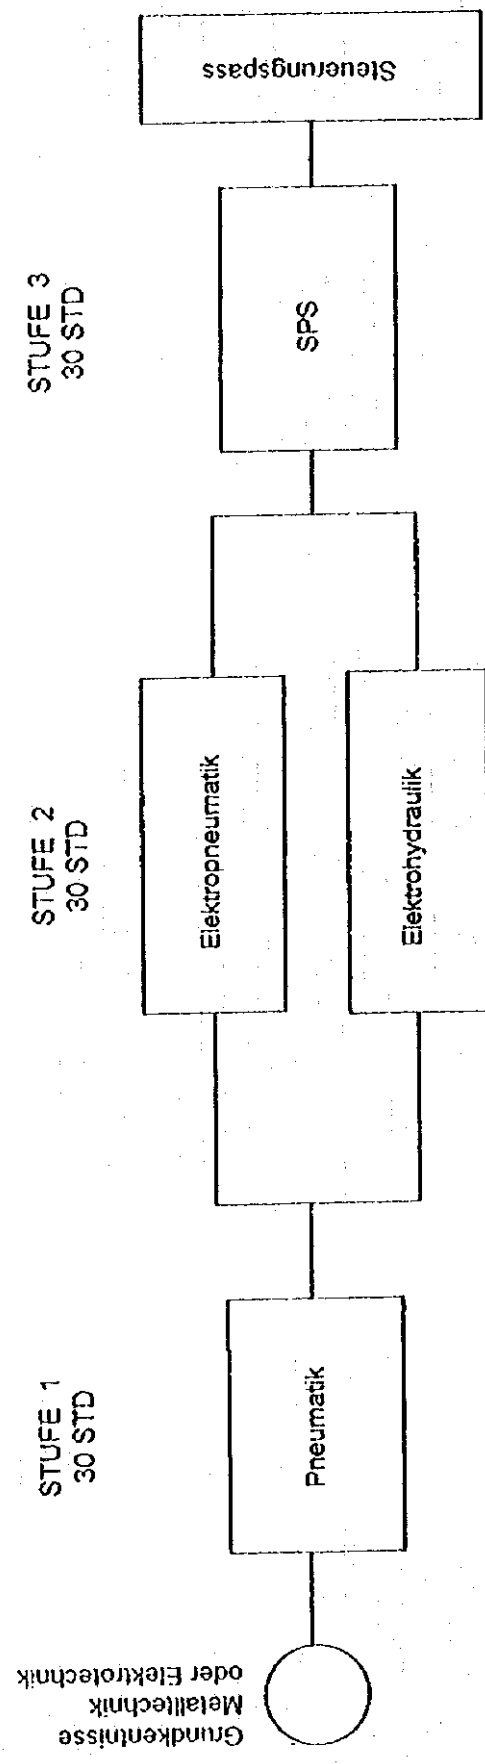 STUFE 1
30 STD
STUFE 2
30 STD
STUFE 3
30 STD
Grundkentnisse
Metalltechnik
oder Elektrotechnik
Pneumatik
Elektropneumatik
Elektrohydraulik
SPS
Steuerungspass